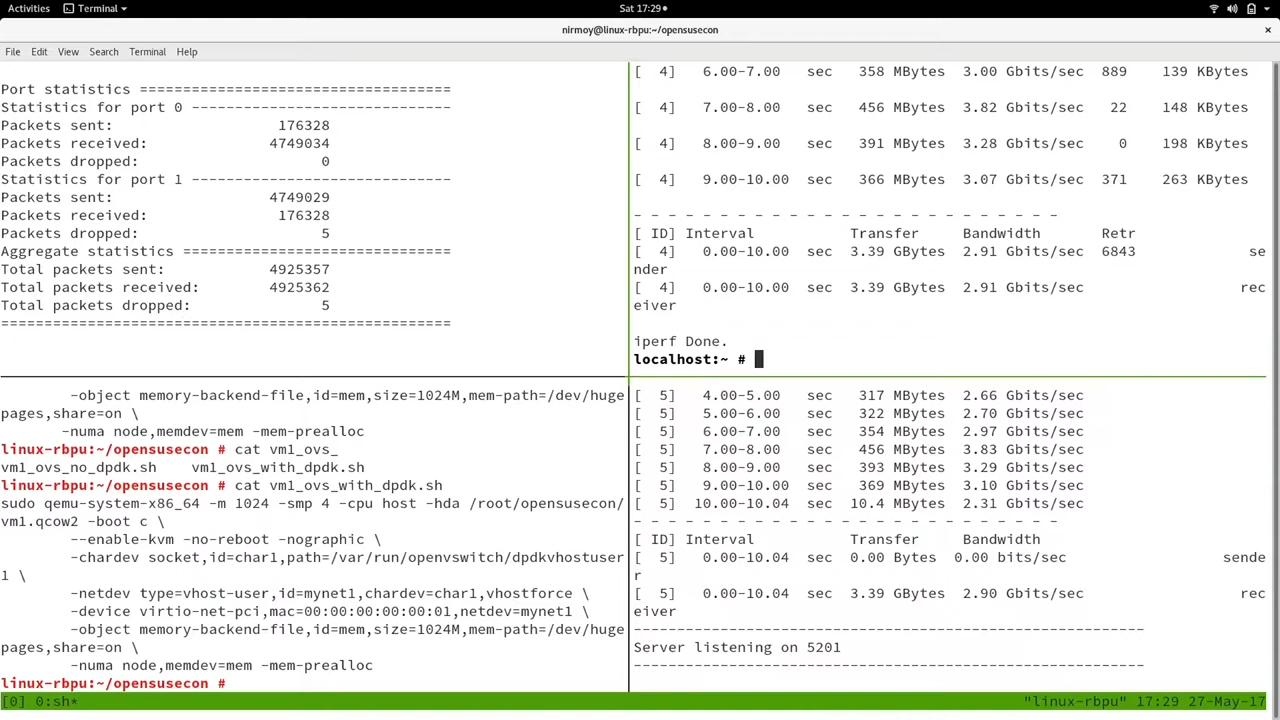 Activities Terminal Sat 17:29
nirmoy@linux-rbpu:~/opensusecon ×
File Edit View Search Terminal Help
Port statistics ====================================
Statistics for port 0 ------------------------------
Packets sent: 176328
Packets received: 4749034
Packets dropped: 0
Statistics for port 1 ------------------------------
Packets sent: 4749029
Packets received: 176328
Packets dropped: 5
Aggregate statistics ===============================
Total packets sent: 4925357
Total packets received: 4925362
Total packets dropped: 5
====================================================
[ 4] 6.00-7.00 sec 358 MBytes 3.00 Gbits/sec 889 139 KBytes
[ 4] 7.00-8.00 sec 456 MBytes 3.82 Gbits/sec 22 148 KBytes
[ 4] 8.00-9.00 sec 391 MBytes 3.28 Gbits/sec 0 198 KBytes
[ 4] 9.00-10.00 sec 366 MBytes 3.07 Gbits/sec 371 263 KBytes
- - - - - - - - - - - - - - - - - - - - - - - - -
[ ID] Interval Transfer Bandwidth Retr
[ 4] 0.00-10.00 sec 3.39 GBytes 2.91 Gbits/sec 6843 se
nder
[ 4] 0.00-10.00 sec 3.39 GBytes 2.91 Gbits/sec rec
eiver
iperf Done.
localhost:~ #
-object memory-backend-file,id=mem,size=1024M,mem-path=/dev/huge
pages,share=on \
-numa node,memdev=mem -mem-prealloc
linux-rbpu:~/opensusecon # cat vm1_ovs_
vm1_ovs_no_dpdk.sh vm1_ovs_with_dpdk.sh
linux-rbpu:~/opensusecon # cat vm1_ovs_with_dpdk.sh
sudo qemu-system-x86_64 -m 1024 -smp 4 -cpu host -hda /root/opensusecon/
vm1.qcow2 -boot c \
--enable-kvm -no-reboot -nographic \
-chardev socket,id=char1,path=/var/run/openvswitch/dpdkvhostuser
1 \
-netdev type=vhost-user,id=mynet1,chardev=char1,vhostforce \
-device virtio-net-pci,mac=00:00:00:00:00:01,netdev=mynet1 \
-object memory-backend-file,id=mem,size=1024M,mem-path=/dev/huge
pages,share=on \
-numa node,memdev=mem -mem-prealloc
linux-rbpu:~/opensusecon #
[ 5] 4.00-5.00 sec 317 MBytes 2.66 Gbits/sec
[ 5] 5.00-6.00 sec 322 MBytes 2.70 Gbits/sec
[ 5] 6.00-7.00 sec 354 MBytes 2.97 Gbits/sec
[ 5] 7.00-8.00 sec 456 MBytes 3.83 Gbits/sec
[ 5] 8.00-9.00 sec 393 MBytes 3.29 Gbits/sec
[ 5] 9.00-10.00 sec 369 MBytes 3.10 Gbits/sec
[ 5] 10.00-10.04 sec 10.4 MBytes 2.31 Gbits/sec
- - - - - - - - - - - - - - - - - - - - - - - - -
[ ID] Interval Transfer Bandwidth
[ 5] 0.00-10.04 sec 0.00 Bytes 0.00 bits/sec sende
r
[ 5] 0.00-10.04 sec 3.39 GBytes 2.90 Gbits/sec rec
eiver
-----------------------------------------------------------
Server listening on 5201
-----------------------------------------------------------
[0] 0:sh* "linux-rbpu" 17:29 27-May-17